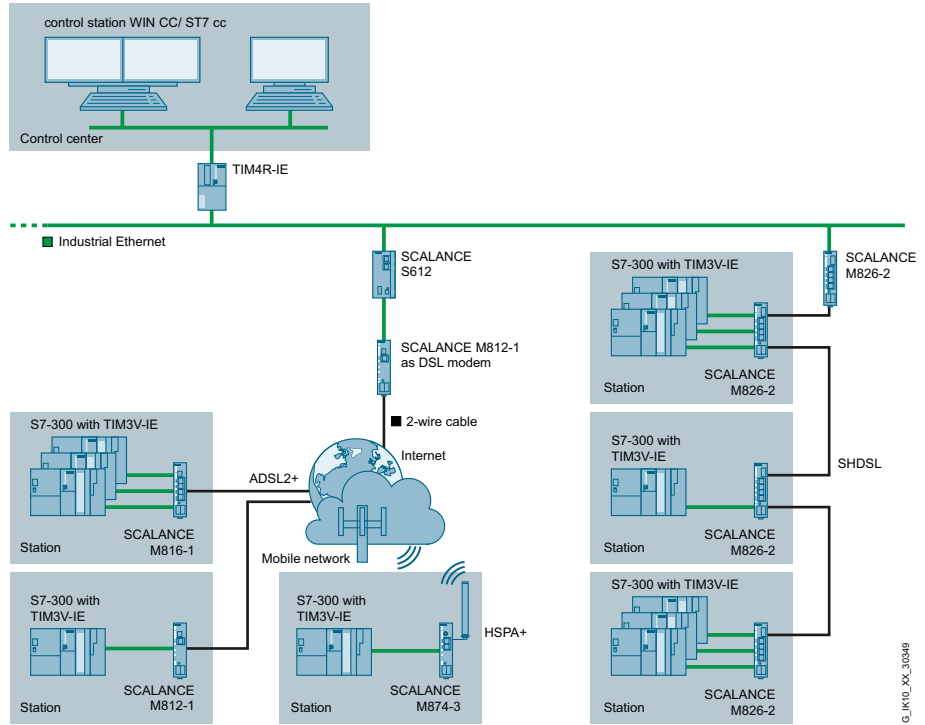 control station WIN CC/ ST7 cc
Control center
TIM4R-IE
Industrial Ethernet
SCALANCE
S612
SCALANCE M812-1
as DSL modem
2-wire cable
Internet
ADSL2+
Mobile network
S7-300 with TIM3V-IE
Station
SCALANCE
M816-1
S7-300 with
TIM3V-IE
Station
SCALANCE
M812-1
S7-300 with
TIM3V-IE
HSPA+
Station
SCALANCE
M874-3
SCALANCE
M826-2
S7-300 with TIM3V-IE
Station
SCALANCE
M826-2
S7-300 with
TIM3V-IE
SHDSL
Station
SCALANCE
M826-2
S7-300 with TIM3V-IE
Station
SCALANCE
M826-2
G_IK10_XX_30349